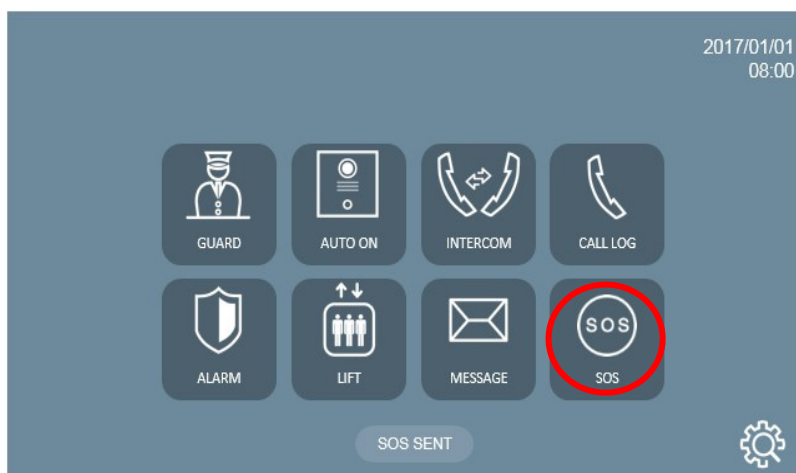 2017/01/01
08:00
GUARD
AUTO ON
INTERCOM
CALL LOG
SOS
ALARM
LIFT
MESSAGE
SOS
SOS SENT